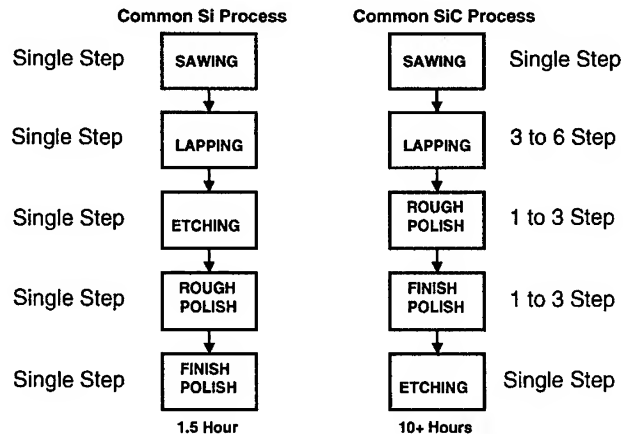 Common Si Process
Common SiC Process
Single Step
SAWING
SAWING
Single Step
Single Step
LAPPING
LAPPING
3 to 6 Step
Single Step
ETCHING
ROUGH
POLISH
1 to 3 Step
Single Step
ROUGH
POLISH
FINISH
POLISH
1 to 3 Step
Single Step
FINISH
POLISH
ETCHING
Single Step
1.5 Hour
10+ Hours